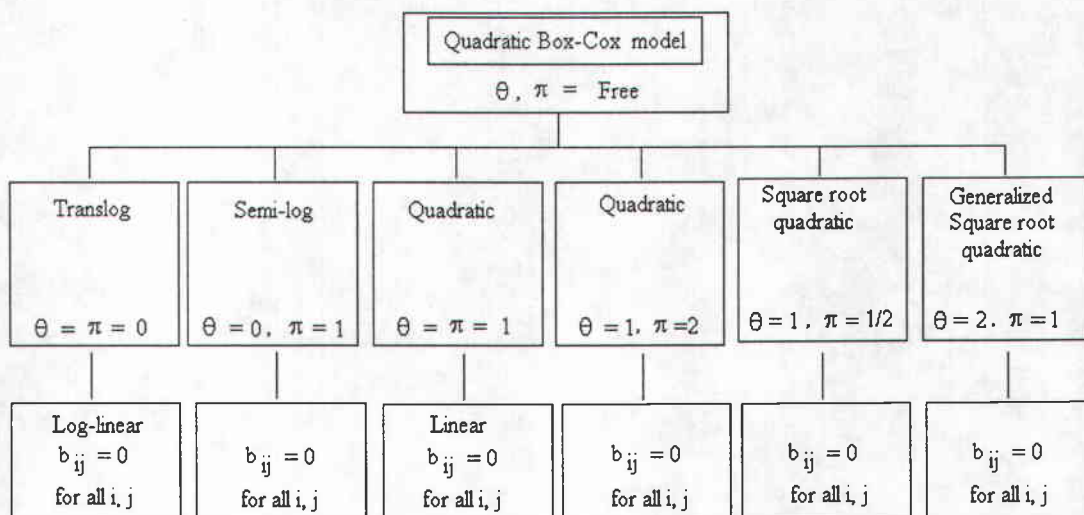 Quadratic Box-Cox model
θ, π = Free
Translog
θ = π = 0
Semi-log
θ = 0. π = 1
Quadratic
θ = π = 1
Quadratic
θ = 1. π = 2
Square root
quadratic
θ = 1. π = 1/2
Generalized
Square root
quadratic
θ = 2. π = 1
Log-linear
b ij = 0
for all i, j
b ij = 0
for all i, j
Linear
b ij = 0
for all i, j
b ij = 0
for all i, j
b ij = 0
for all i, j
b ij = 0
for all i, j